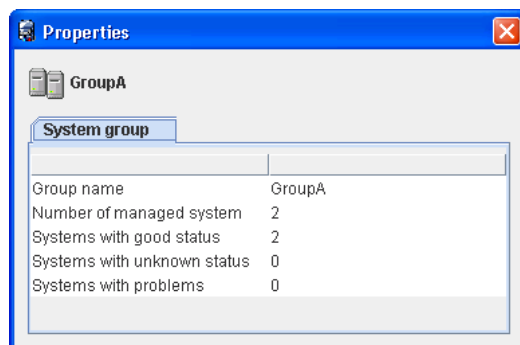 Properties
GroupA
System group
Group name GroupA
Number of managed system 2
Systems with good status 2
Systems with unknown status 0
Systems with problems 0